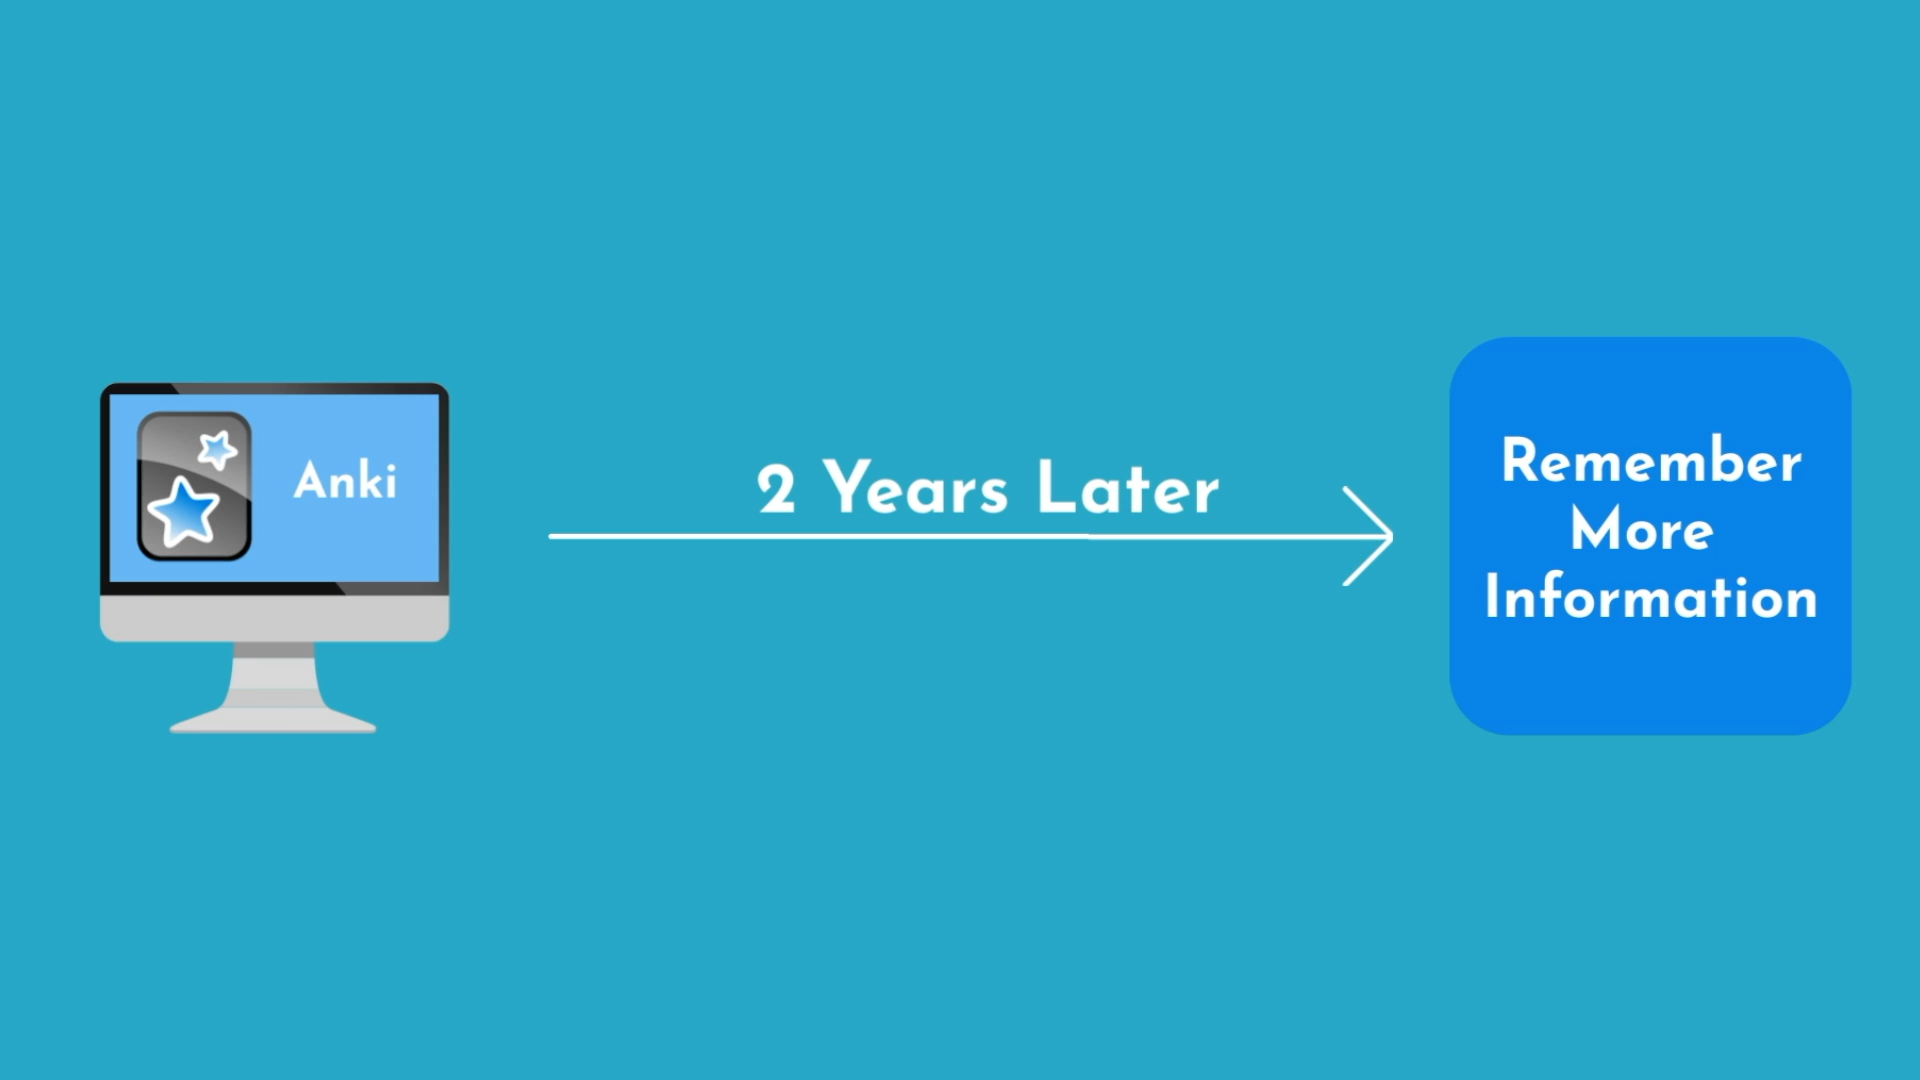 Anki
2 Years Later
Remember
More
Information